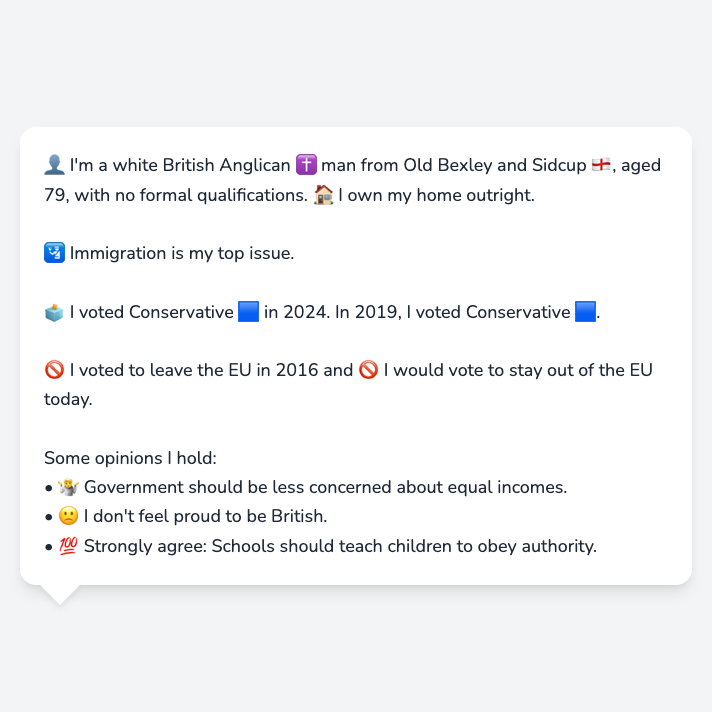 👤 I'm a white British Anglican ✝️ man from Old Bexley and Sidcup 🏴󠁧󠁢󠁥󠁮󠁧󠁿, aged
79, with no formal qualifications. 🏠 I own my home outright.
🛂 Immigration is my top issue.
🗳️ I voted Conservative 🟦 in 2024. In 2019, I voted Conservative 🟦.
🚫 I voted to leave the EU in 2016 and 🚫 I would vote to stay out of the EU
today.
Some opinions I hold:
• 🤷 Government should be less concerned about equal incomes.
• 🙁 I don't feel proud to be British.
• 💯 Strongly agree: Schools should teach children to obey authority.